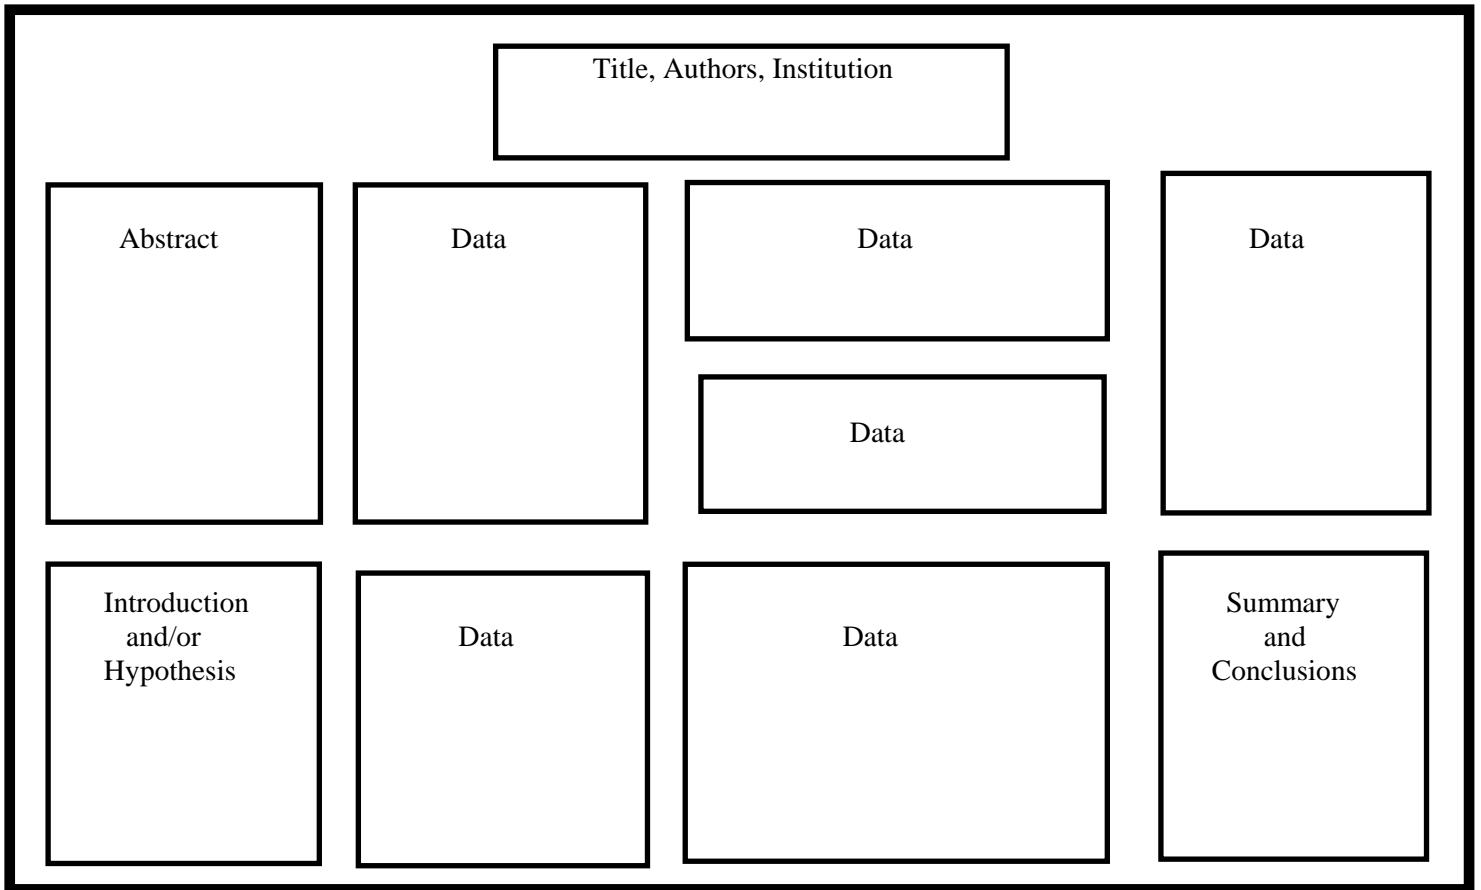 Title, Authors, Institution
Abstract
Data
Data
Data
Data
Introduction
and/or
Hypothesis
Data
Data
Summary
and
Conclusions